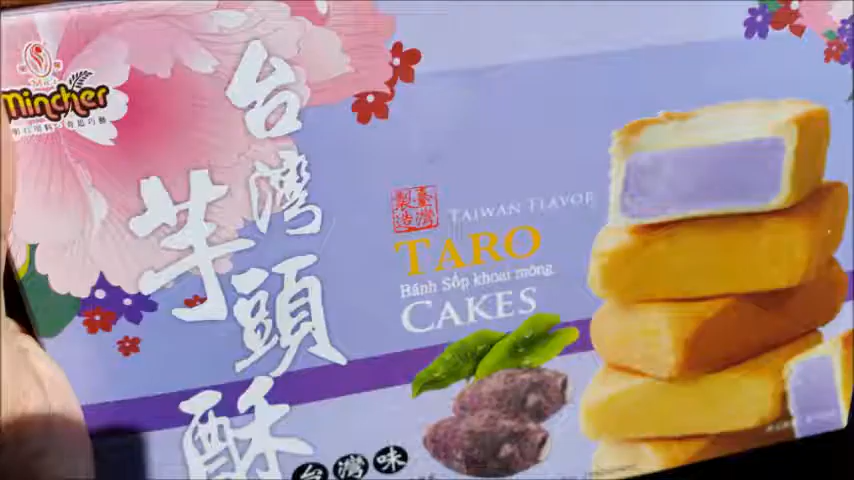 Mincher
台灣
芋頭酥
臺灣
製造
TAIWAN FLAVOR
TARO
Bánh Sốp khoai mông
CAKES
台灣味